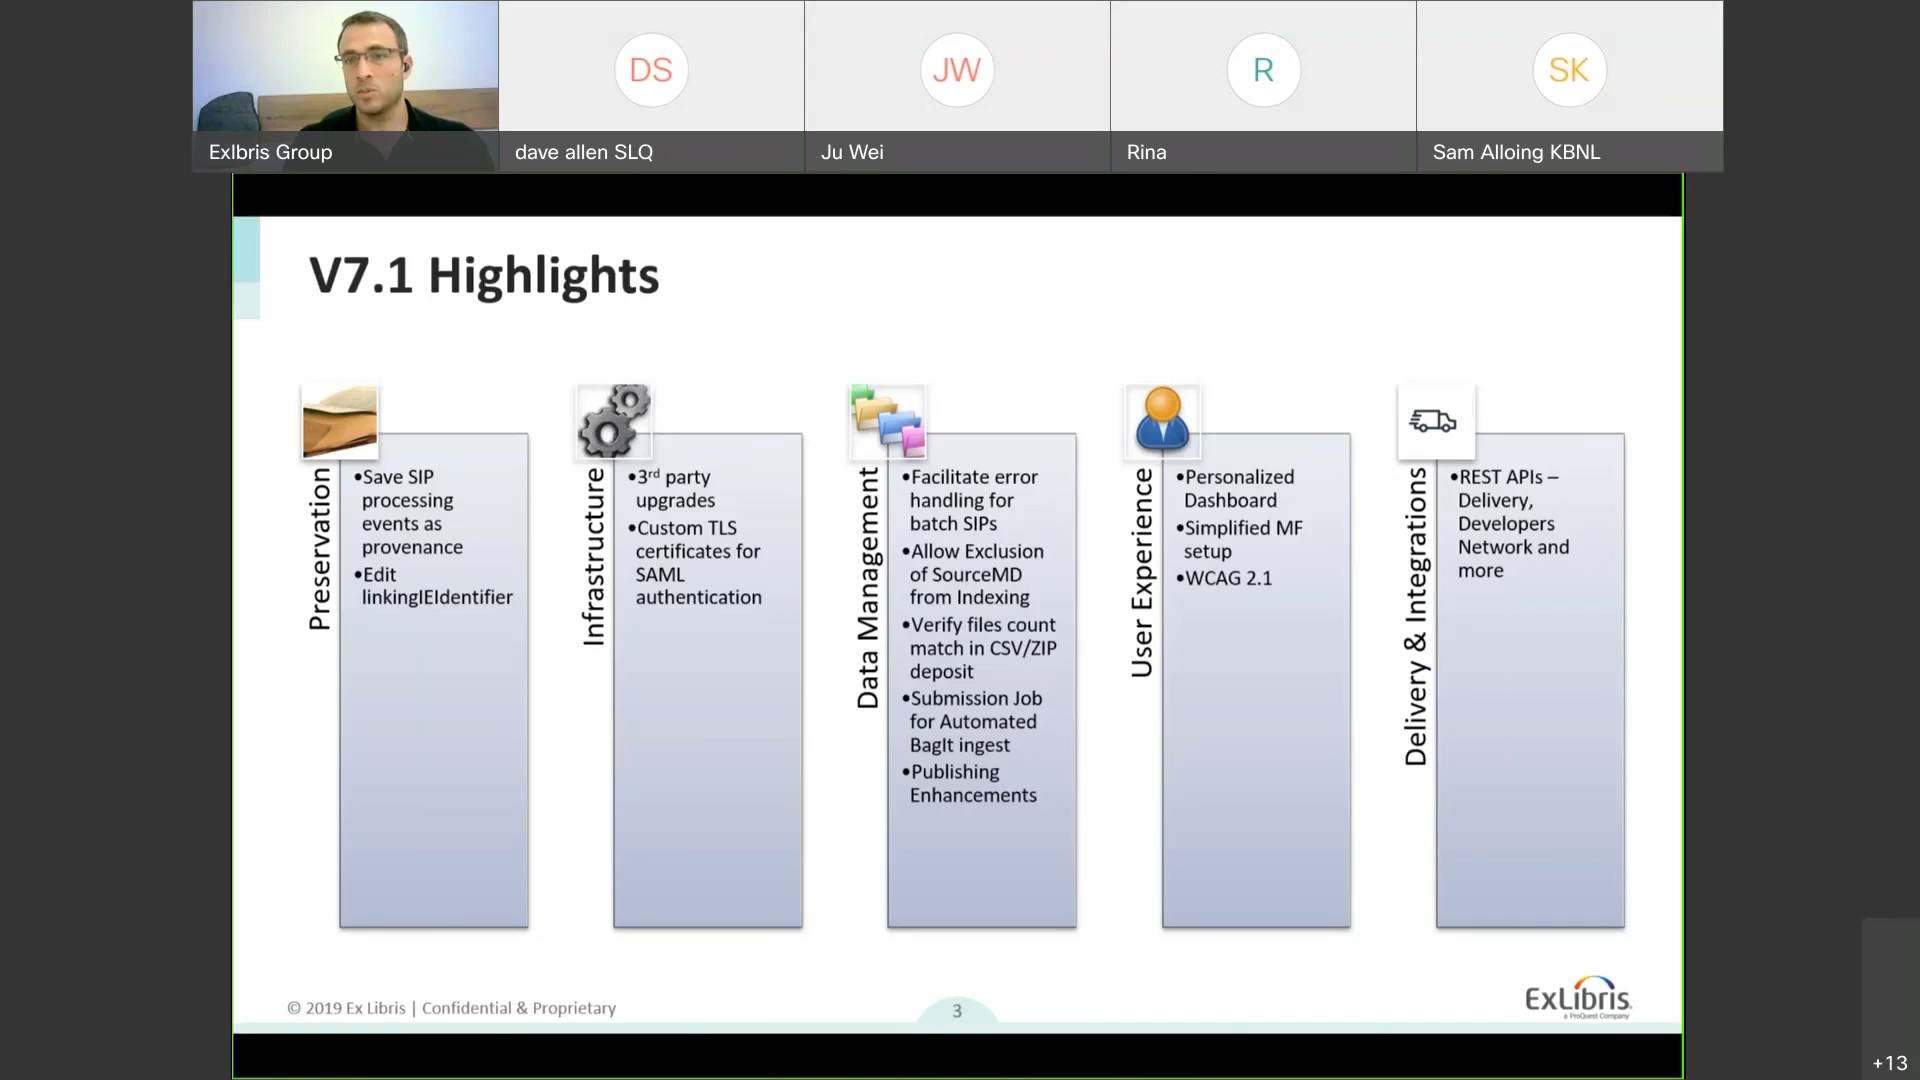 DS
JW
R
SK
Exlbris Group
dave allen SLQ
Ju Wei
Rina
Sam Alloing KBNL
V7.1 Highlights
Preservation
•Save SIP
processing
events as
provenance
•Edit
linkingIEIdentifier
Infrastructure
•3rd party
upgrades
•Custom TLS
certificates for
SAML
authentication
Data Management
•Facilitate error
handling for
batch SIPs
•Allow Exclusion
of SourceMD
from Indexing
•Verify files count
match in CSV/ZIP
deposit
•Submission Job
for Automated
BagIt ingest
•Publishing
Enhancements
User Experience
•Personalized
Dashboard
•Simplified MF
setup
•WCAG 2.1
Delivery & Integrations
•REST APIs –
Delivery,
Developers
Network and
more
© 2019 Ex Libris | Confidential & Proprietary
3
ExLibris
a ProQuest Company
+13